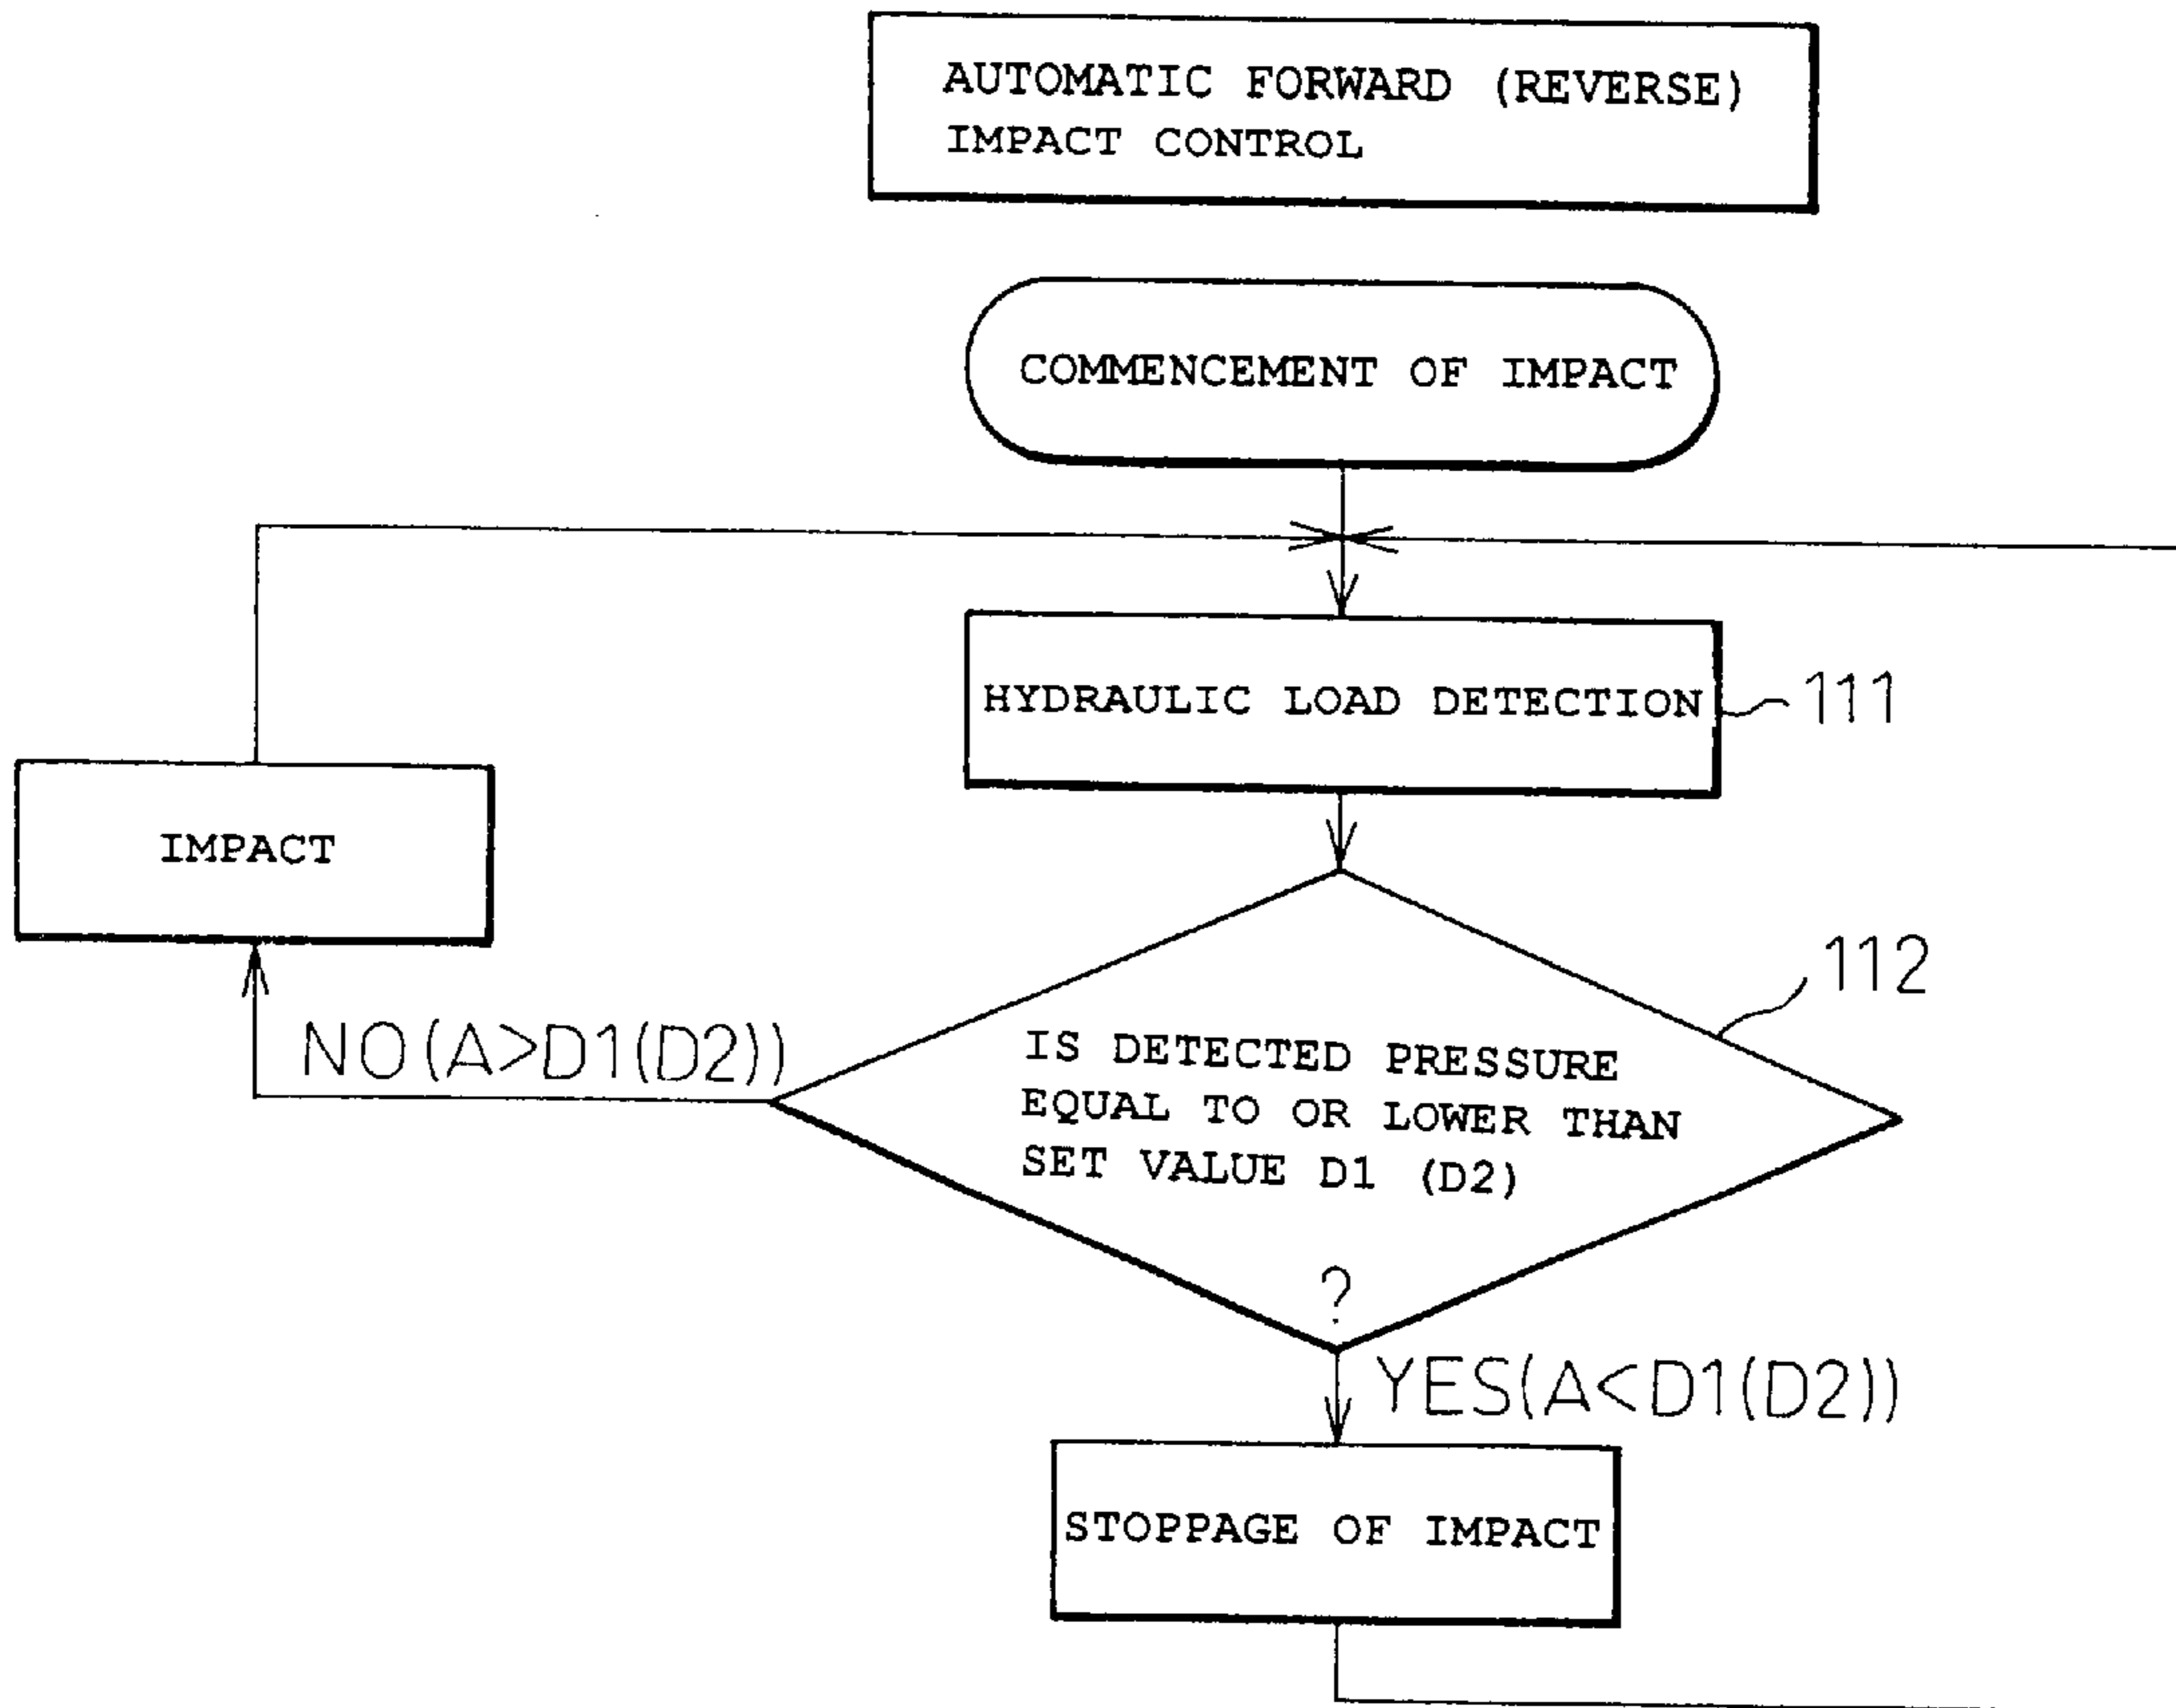 AUTOMATIC FORWARD (REVERSE)
IMPACT CONTROL
COMMENCEMENT OF IMPACT
HYDRAULIC LOAD DETECTION
111
IMPACT
112
NO(A>D1(D2))
IS DETECTED PRESSURE
EQUAL TO OR LOWER THAN
SET VALUE D1 (D2)
?
YES(A<D1(D2))
STOPPAGE OF IMPACT